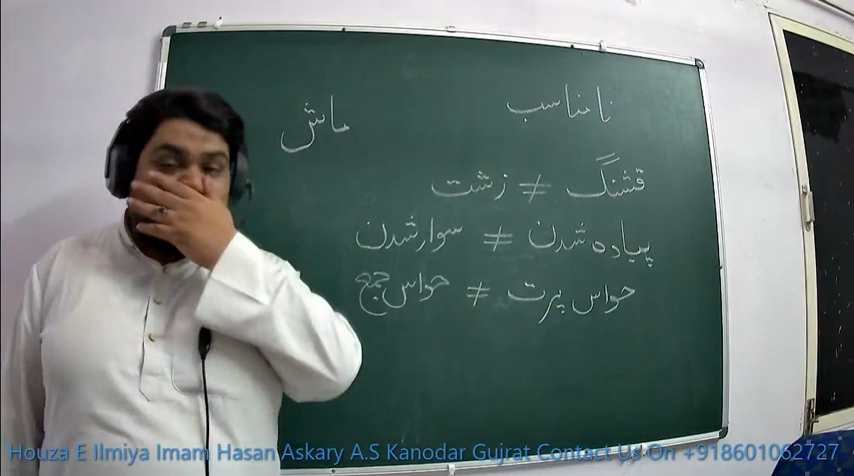 نامناسب ماش
قشنگ ≠ زشت
پیاده شدن ≠ سوار شدن
حواس پرت ≠ حواس جمع
Houza E Ilmiya Imam Hasan Askary A.S Kanodar Gujrat Contact Us On +918601062727